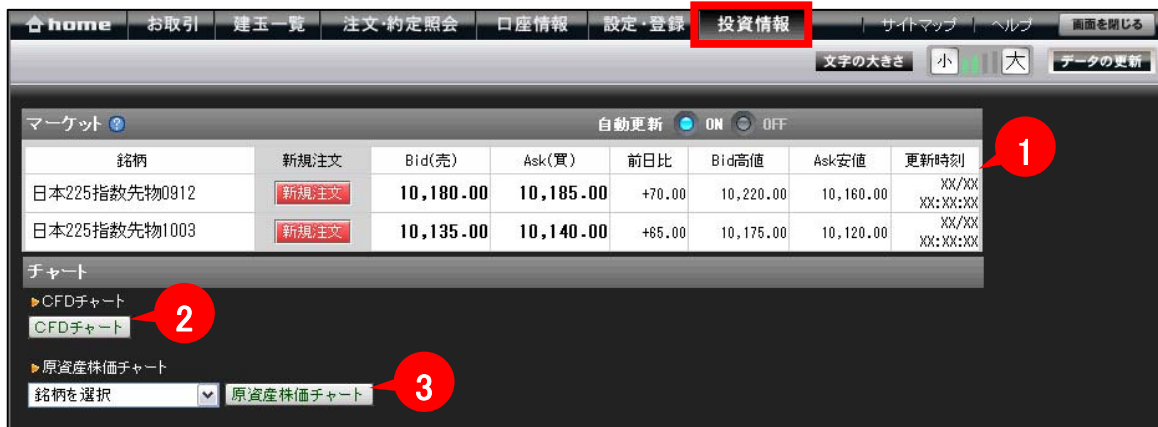 home お取引 建玉一覧 注文・約定照会 口座情報 設定・登録 投資情報 サイトマップ ヘルプ 画面を閉じる
文字の大きさ 小 大 データの更新
マーケット ? 自動更新 ON OFF
銘柄 新規注文 Bid(売) Ask(買) 前日比 Bid高値 Ask安値 更新時刻 1
日本225指数先物0912 新規注文 10,180.00 10,185.00 +70.00 10,220.00 10,160.00 XX/XX
XX:XX:XX
日本225指数先物1003 新規注文 10,135.00 10,140.00 +65.00 10,175.00 10,120.00 XX/XX
XX:XX:XX
チャート
CFDチャート
CFDチャート 2
原資産株価チャート
銘柄を選択 原資産株価チャート 3